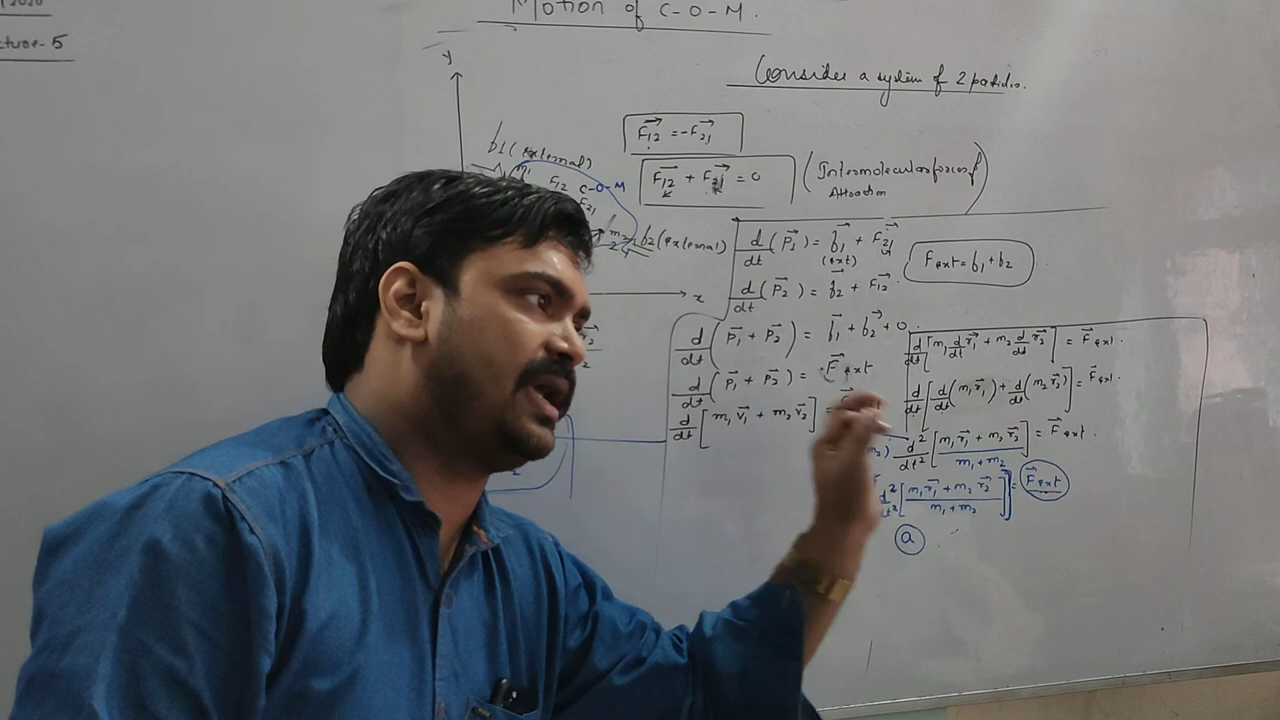 2020
cture-5
Motion of C-O-M.
Consider a system of 2 particles.
y
F12 = -F21
F12 + F21 = 0
(Intermolecular forces of
Attraction)
b1 (external)
m1
F12 C-O-M
F21
m2 b2 (external)
x
d/dt (P1) = b1 + F21
(ext)
d/dt (P2) = b2 + F12.
Fext = b1 + b2
d/dt (P1 + P2) = b1 + b2 + 0.
d/dt (P1 + P2) = Fext
d/dt [m1 v1 + m2 v2] =
d/dt [m1 d/dt r1 + m2 d/dt r2] = Fext.
d/dt [d/dt (m1 r1) + d/dt (m2 r2)] = Fext.
m2) d²/dt² [m1 r1 + m2 r2 / m1 + m2] = Fext.
d²/dt² [m1 r1 + m2 r2 / m1 + m2] = Fext
a